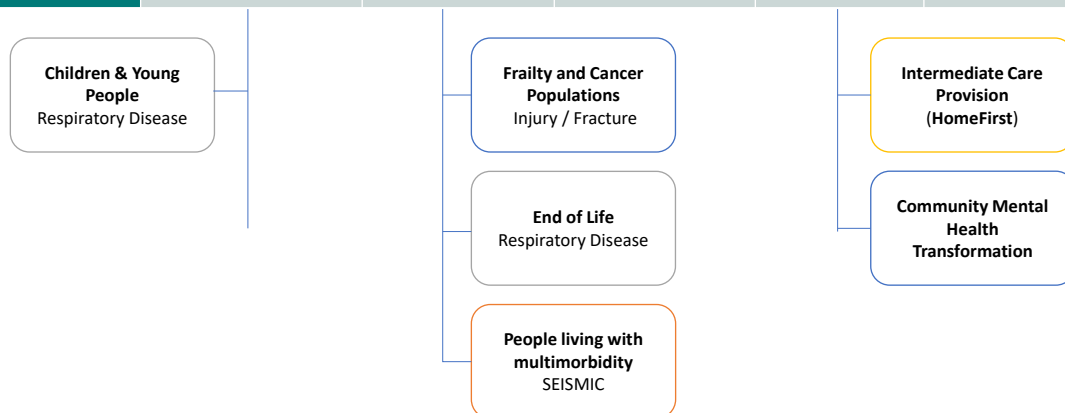 Children & Young
People
Respiratory Disease
Frailty and Cancer
Populations
Injury / Fracture
End of Life
Respiratory Disease
People living with
multimorbidity
SEISMIC
Intermediate Care
Provision
(HomeFirst)
Community Mental
Health
Transformation